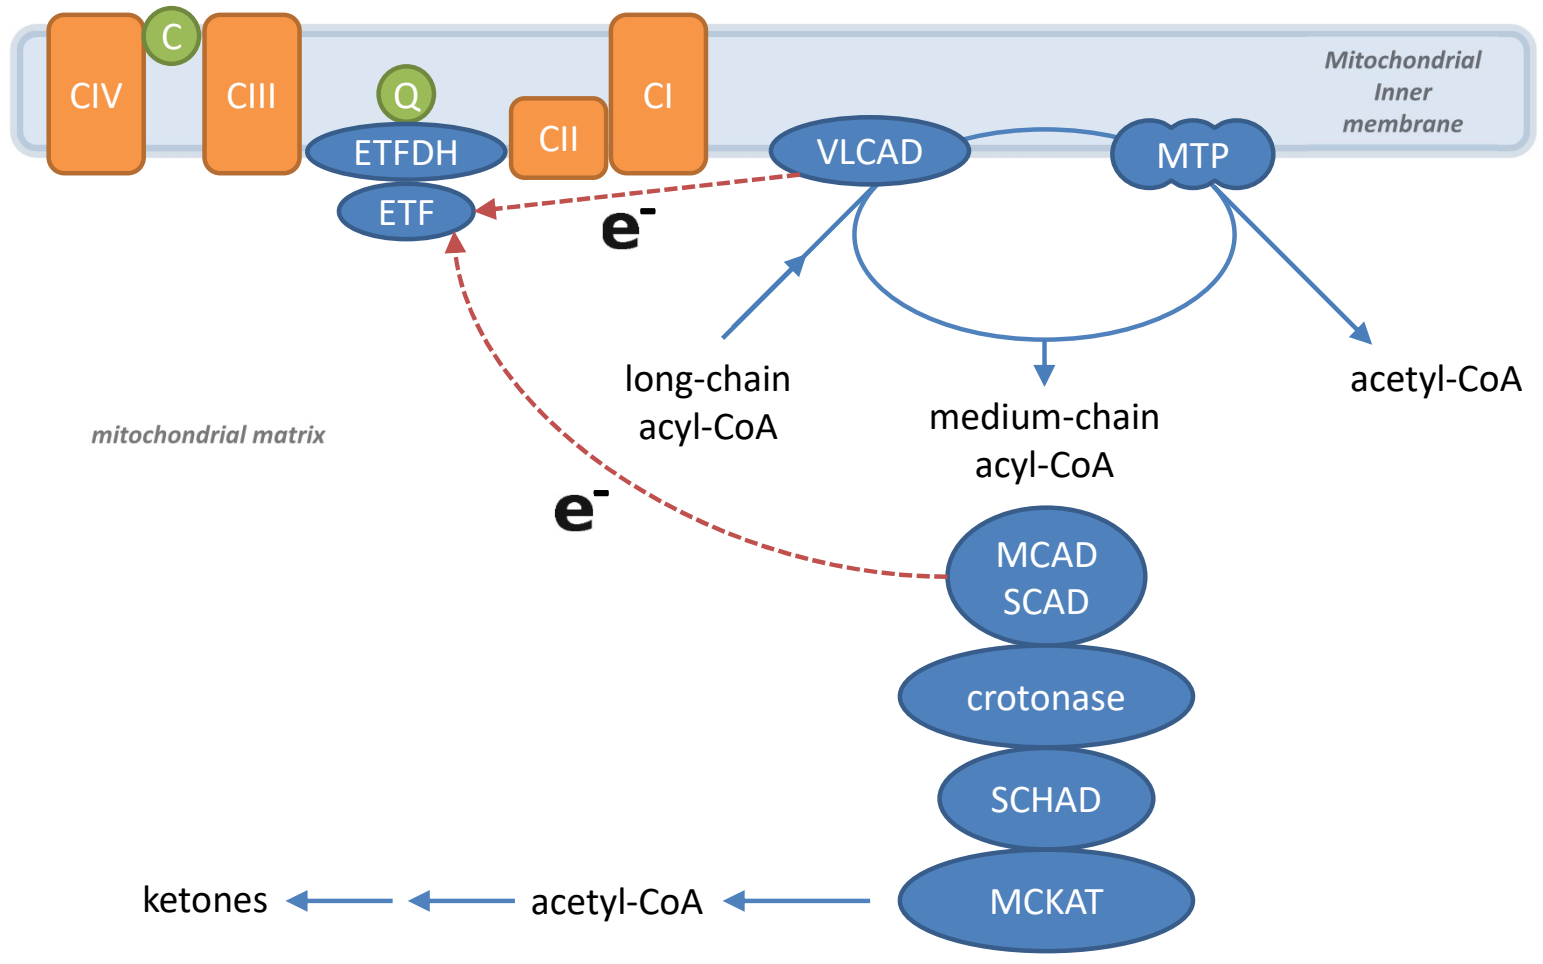 C
CIV
CIII
Q
CI
CII
ETFDH
ETF
VLCAD
MTP
Mitochondrial
Inner
membrane
e-
long-chain
acyl-CoA
medium-chain
acyl-CoA
acetyl-CoA
mitochondrial matrix
e-
MCAD
SCAD
crotonase
SCHAD
MCKAT
acetyl-CoA
ketones